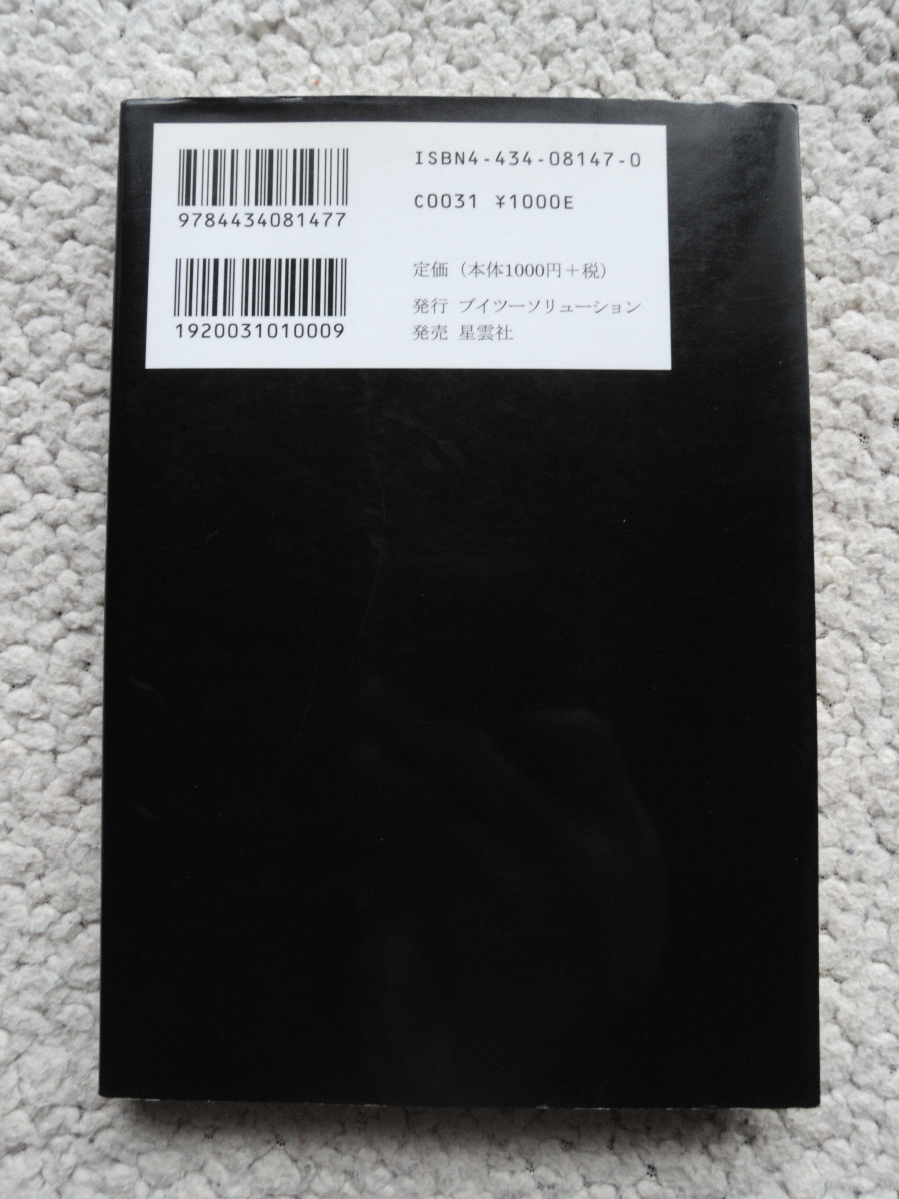 9784434081477
1920031010009
ISBN4-434-08147-0
C0031 ¥1000E
定価（本体1000円＋税）
発行 ブイツーソリューション
発売 星雲社